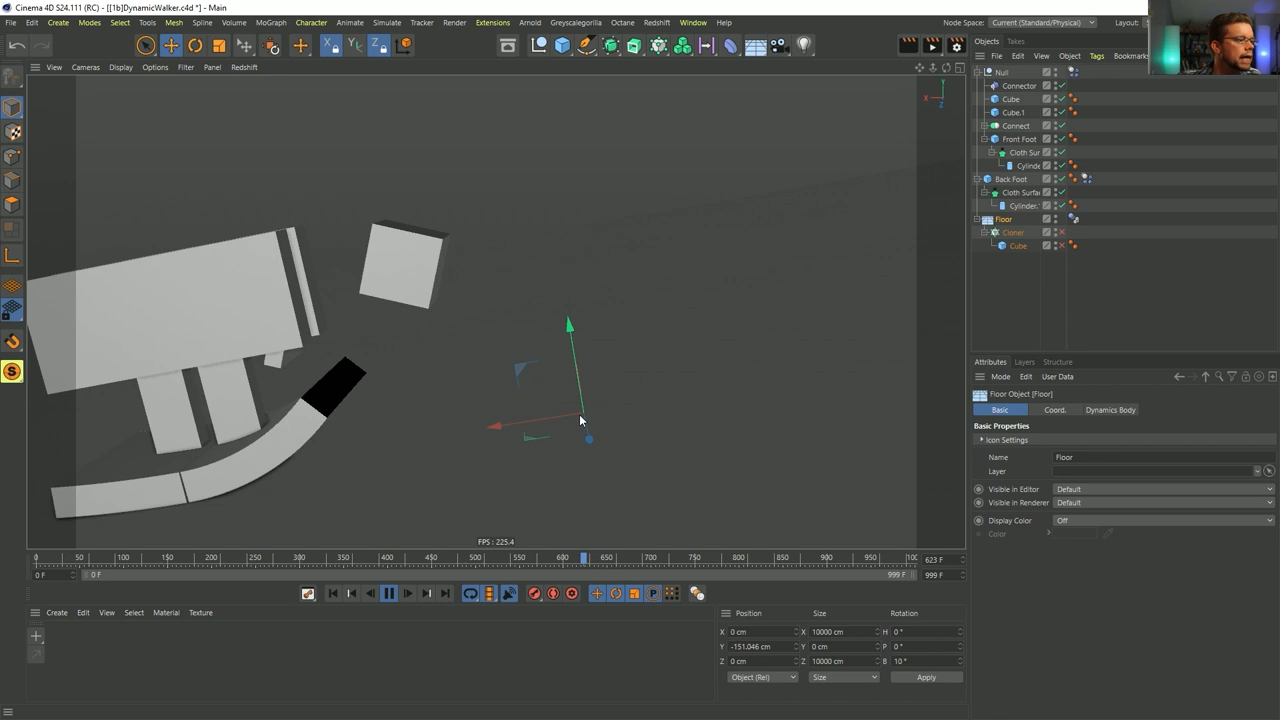 Cinema 4D S24.111 (RC) - [[1b]DynamicWalker.c4d *] - Main
File Create Modes Select Tools Mesh Spline Volume MoGraph Character Animate Simulate Tracker Render Extensions Arnold Greyscalegorilla Octane Redshift Window Help
Node Space: Current (Standard/Physical) Layout:
Objects Takes
View Cameras Display Options Filter Panel Redshift
File Edit View Object Tags Bookmarks
Null
Connector
Cube
Cube.1
Connect
Front Foot
Cloth Sur
Cylinde
Back Foot
Cloth Surfa
Cylinder.
Floor
Cloner
Cube
Attributes Layers Structure
Mode Edit User Data
Floor Object [Floor]
Basic Coord. Dynamics Body
Basic Properties
Icon Settings
Name Floor
Layer
Visible in Editor Default
Visible in Renderer Default
Display Color Off
Color
FPS : 225.4
0 50 100 150 200 250 300 350 400 450 500 550 600 650 700 750 800 850 900 950 100 623 F
0 F 0 F 999 F 999 F
Create Edit View Select Material Texture
Position Size Rotation
X 0 cm X 10000 cm H 0 °
Y -151.046 cm Y 0 cm P 0 °
Z 0 cm Z 10000 cm B 10 °
Object (Rel) Size Apply